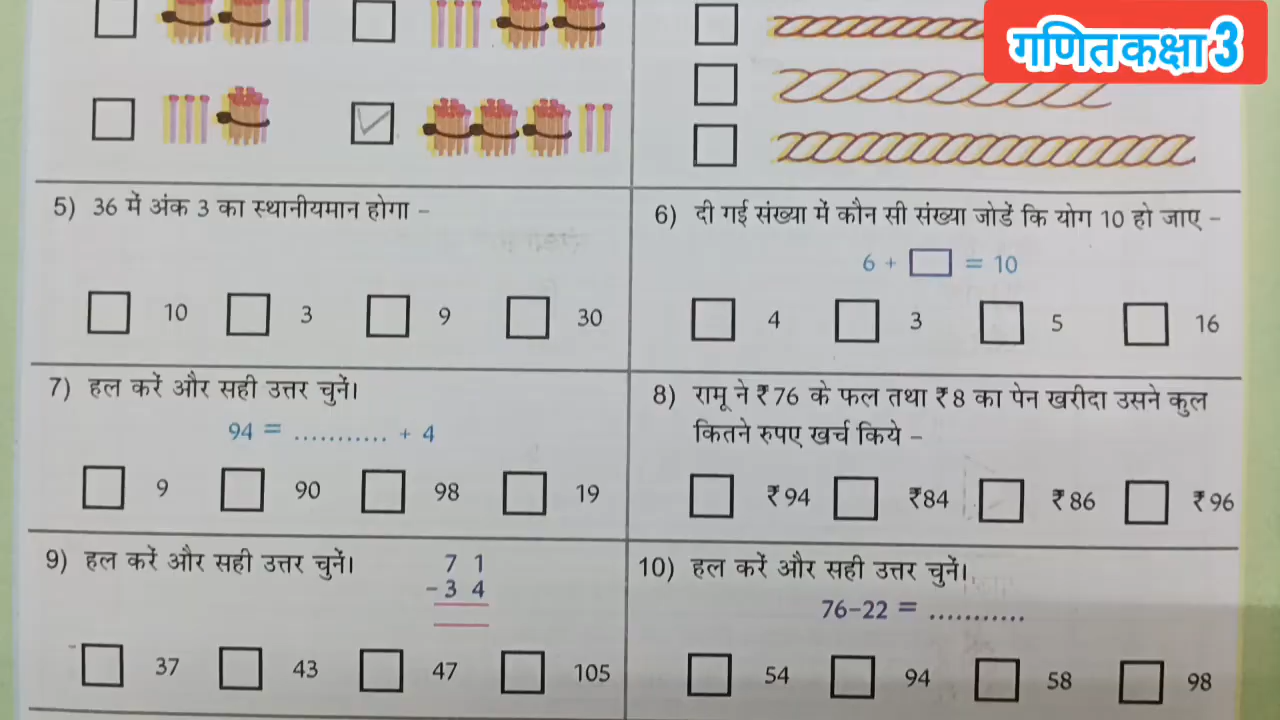 गणित कक्षा 3
5) 36 में अंक 3 का स्थानीयमान होगा –
10 3 9 30
6) दी गई संख्या में कौन सी संख्या जोडें कि योग 10 हो जाए –
6 + = 10
4 3 5 16
7) हल करें और सही उत्तर चुनें।
94 = ........... + 4
9 90 98 19
8) रामू ने ₹76 के फल तथा ₹8 का पेन खरीदा उसने कुल
कितने रुपए खर्च किये –
₹94 ₹84 ₹86 ₹96
9) हल करें और सही उत्तर चुनें।
7 1
–3 4
37 43 47 105
10) हल करें और सही उत्तर चुनें।
76–22 = ...........
54 94 58 98